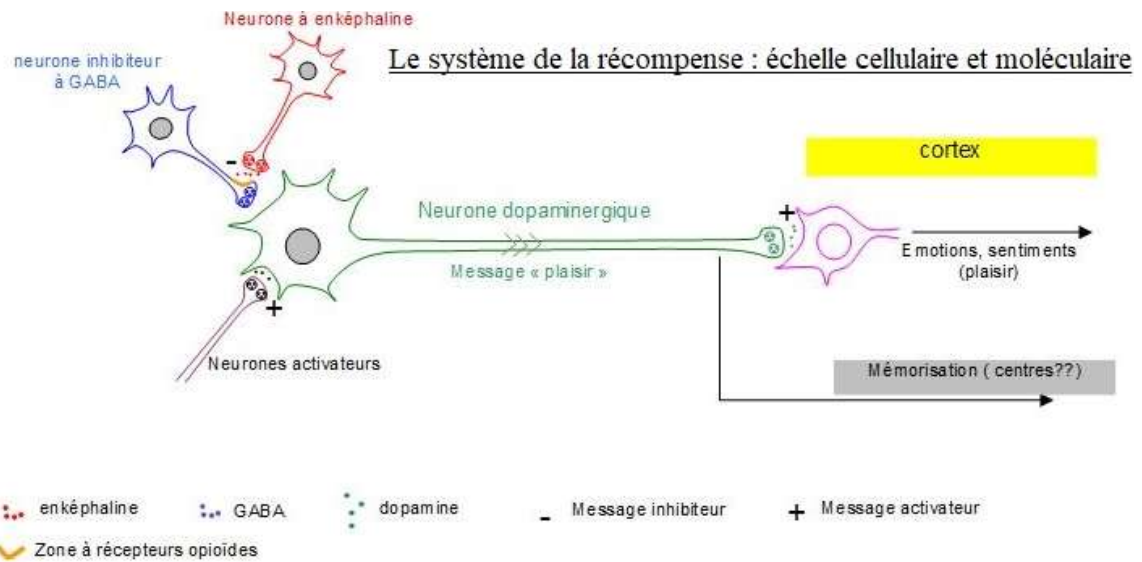 Neurone à enképhaline
neurone inhibiteur
à GABA
Le système de la récompense : échelle cellulaire et moléculaire
cortex
-
+
Neurone dopaminergique
Message « plaisir »
Emotions, sentiments
(plaisir)
+
Neurones activateurs
Mémorisation ( centres??)
enképhaline
GABA
dopamine
- Message inhibiteur
+ Message activateur
Zone à récepteurs opioïdes